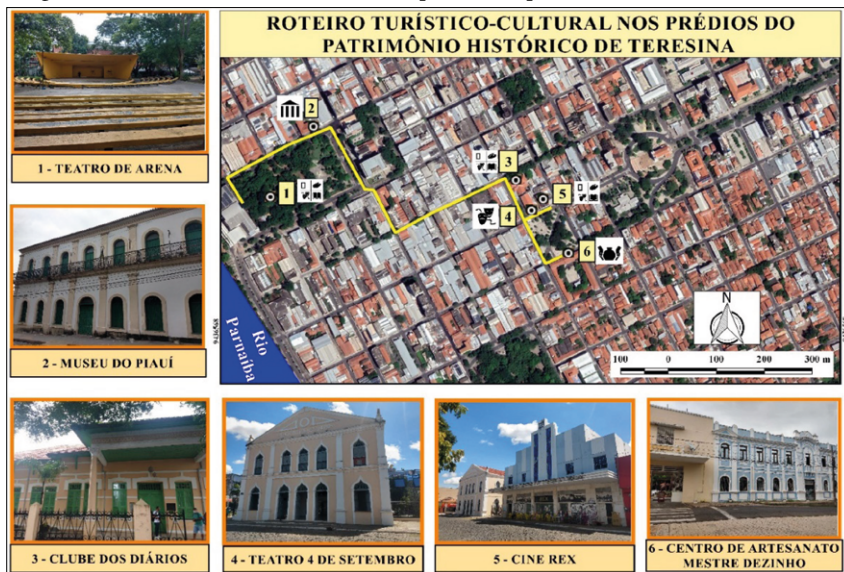 ROTEIRO TURÍSTICO-CULTURAL NOS PRÉDIOS DO
PATRIMÔNIO HISTÓRICO DE TERESINA
1 - TEATRO DE ARENA
2 - MUSEU DO PIAUÍ
1
2
3
4
5
6
Rio
Parnaíba
N
100 0 100 200 300 m
3 - CLUBE DOS DIÁRIOS
4 - TEATRO 4 DE SETEMBRO
5 - CINE REX
6 - CENTRO DE ARTESANATO
MESTRE DEZINHO